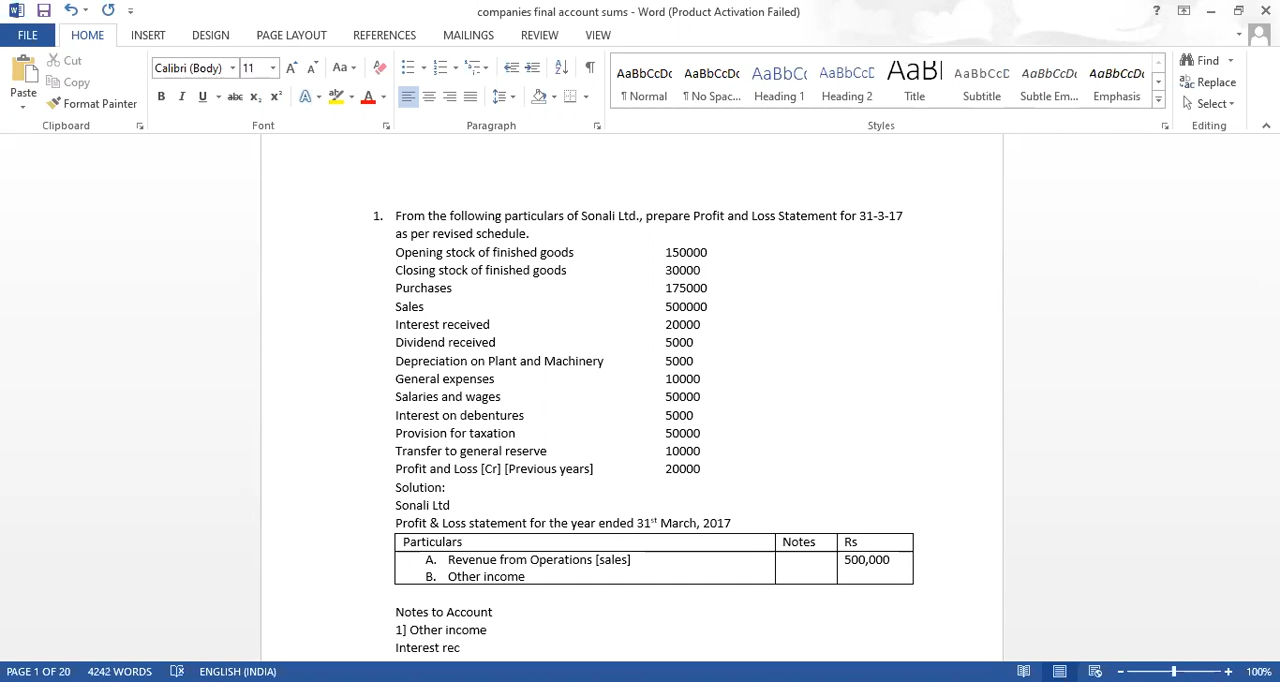 companies final account sums - Word (Product Activation Failed)
FILE HOME INSERT DESIGN PAGE LAYOUT REFERENCES MAILINGS REVIEW VIEW
Paste Cut Copy Format Painter
Calibri (Body) 11
Find Replace Select
AaBbCcDc AaBbCcDc AaBbCc AaBbCcD AaBl AaBbCcD AaBbCcDc AaBbCcDc
¶ Normal ¶ No Spac... Heading 1 Heading 2 Title Subtitle Subtle Em... Emphasis
Clipboard Font Paragraph Styles Editing
1. From the following particulars of Sonali Ltd., prepare Profit and Loss Statement for 31-3-17
as per revised schedule.
Opening stock of finished goods 150000
Closing stock of finished goods 30000
Purchases 175000
Sales 500000
Interest received 20000
Dividend received 5000
Depreciation on Plant and Machinery 5000
General expenses 10000
Salaries and wages 50000
Interest on debentures 5000
Provision for taxation 50000
Transfer to general reserve 10000
Profit and Loss [Cr] [Previous years] 20000
Solution:
Sonali Ltd
Profit & Loss statement for the year ended 31st March, 2017
Particulars Notes Rs
A. Revenue from Operations [sales] 500,000
B. Other income
Notes to Account
1] Other income
Interest rec
PAGE 1 OF 20 4242 WORDS ENGLISH (INDIA) 100%